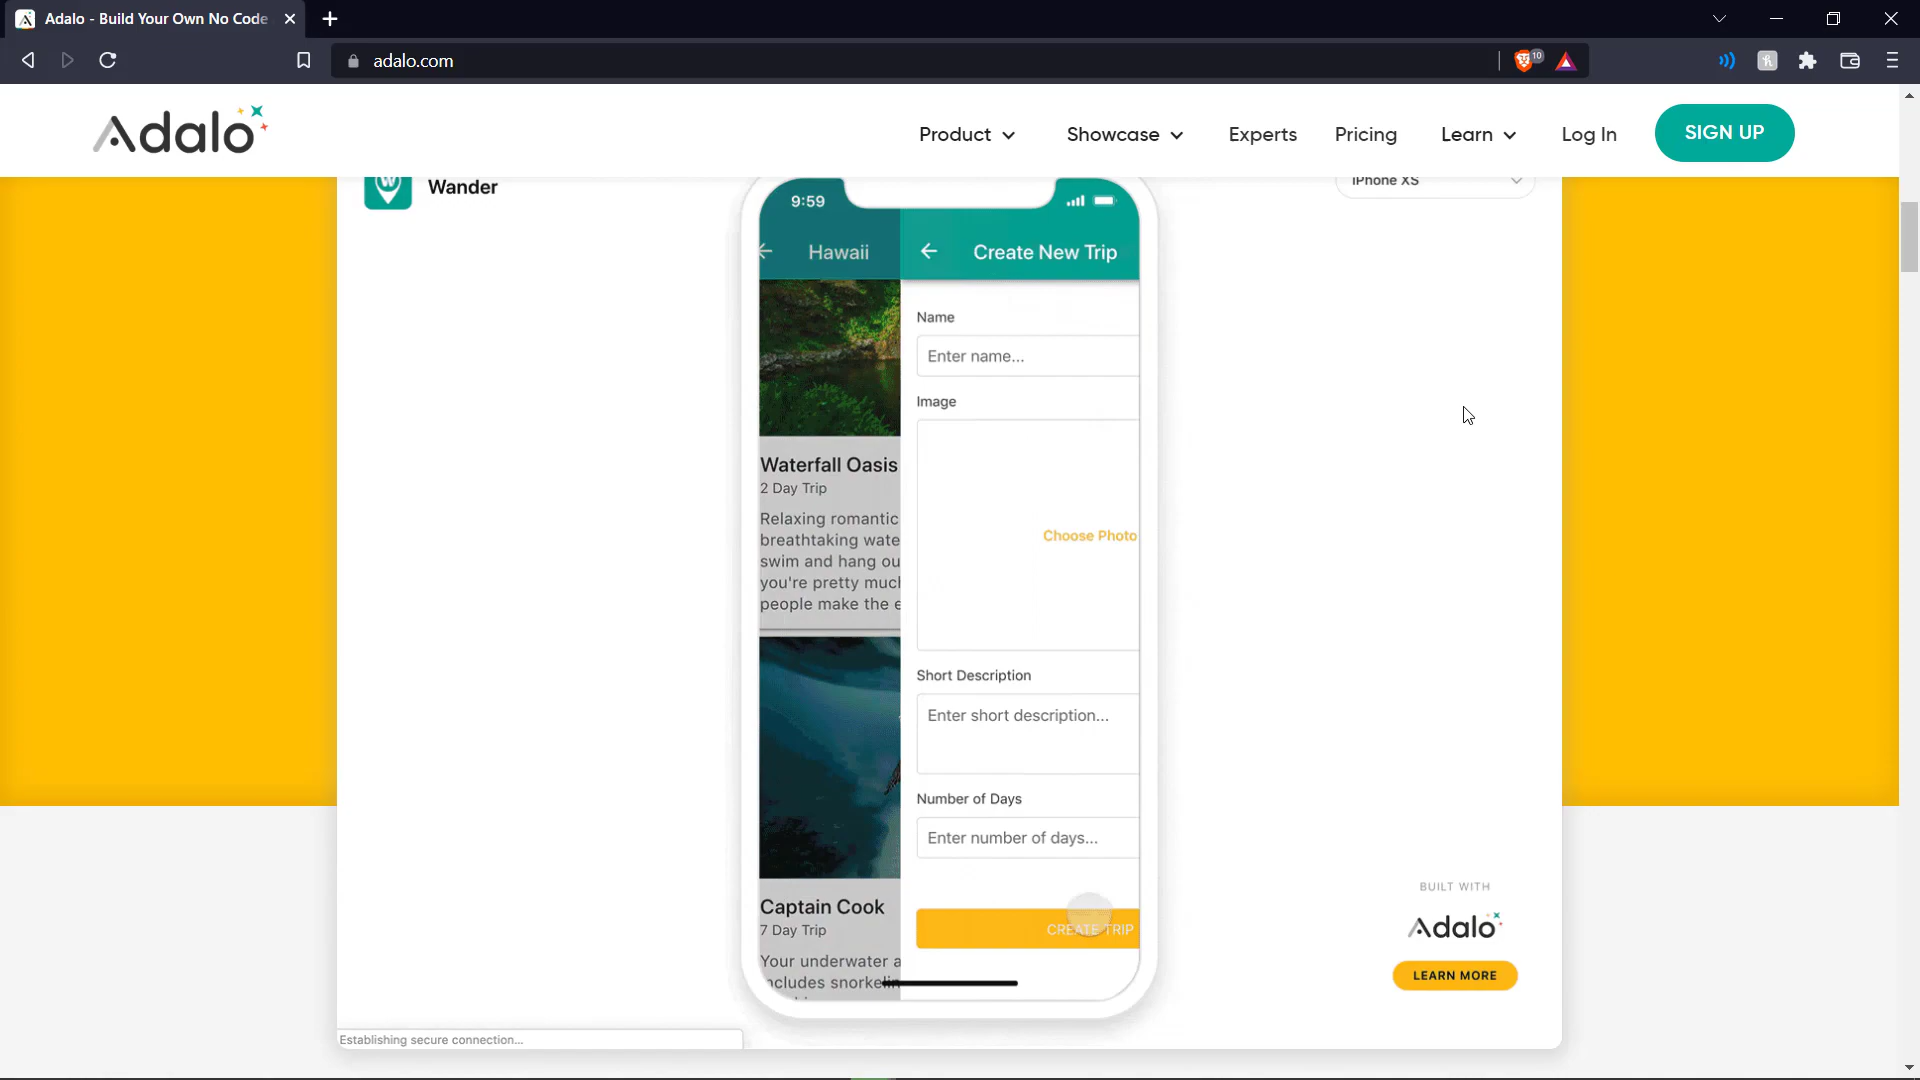 Adalo - Build Your Own No Code
adalo.com
10
Adalo
Product
Showcase
Experts
Pricing
Learn
Log In
SIGN UP
W
Wander
iPhone XS
9:59
Hawaii
Create New Trip
Name
Enter name...
Image
Choose Photo
Waterfall Oasis
2 Day Trip
Relaxing romantic
breathtaking wate
swim and hang ou
you're pretty much
people make the e
Short Description
Enter short description...
Number of Days
Enter number of days...
Captain Cook
7 Day Trip
CREATE TRIP
Your underwater a
ncludes snorkelin
BUILT WITH
Adalo
LEARN MORE
Establishing secure connection...